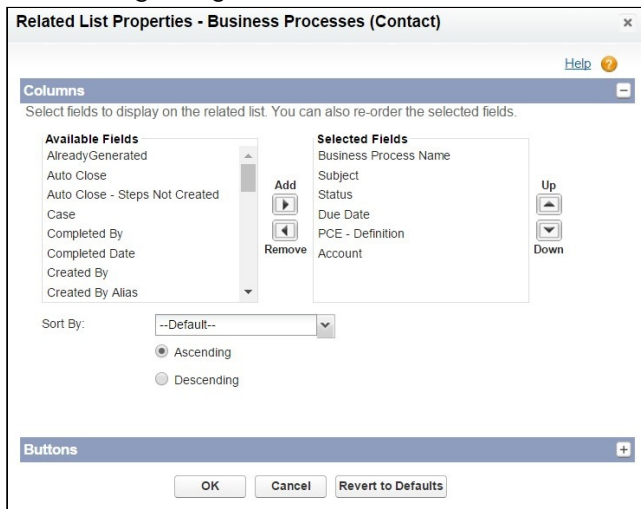 Related List Properties - Business Processes (Contact)
Help
Columns
Select fields to display on the related list. You can also re-order the selected fields.
Available Fields
AlreadyGenerated
Auto Close
Auto Close - Steps Not Created
Case
Completed By
Completed Date
Created By
Created By Alias
Add
Remove
Selected Fields
Business Process Name
Subject
Status
Due Date
PCE - Definition
Account
Up
Down
Sort By: --Default--
Ascending
Descending
Buttons
OK Cancel Revert to Defaults